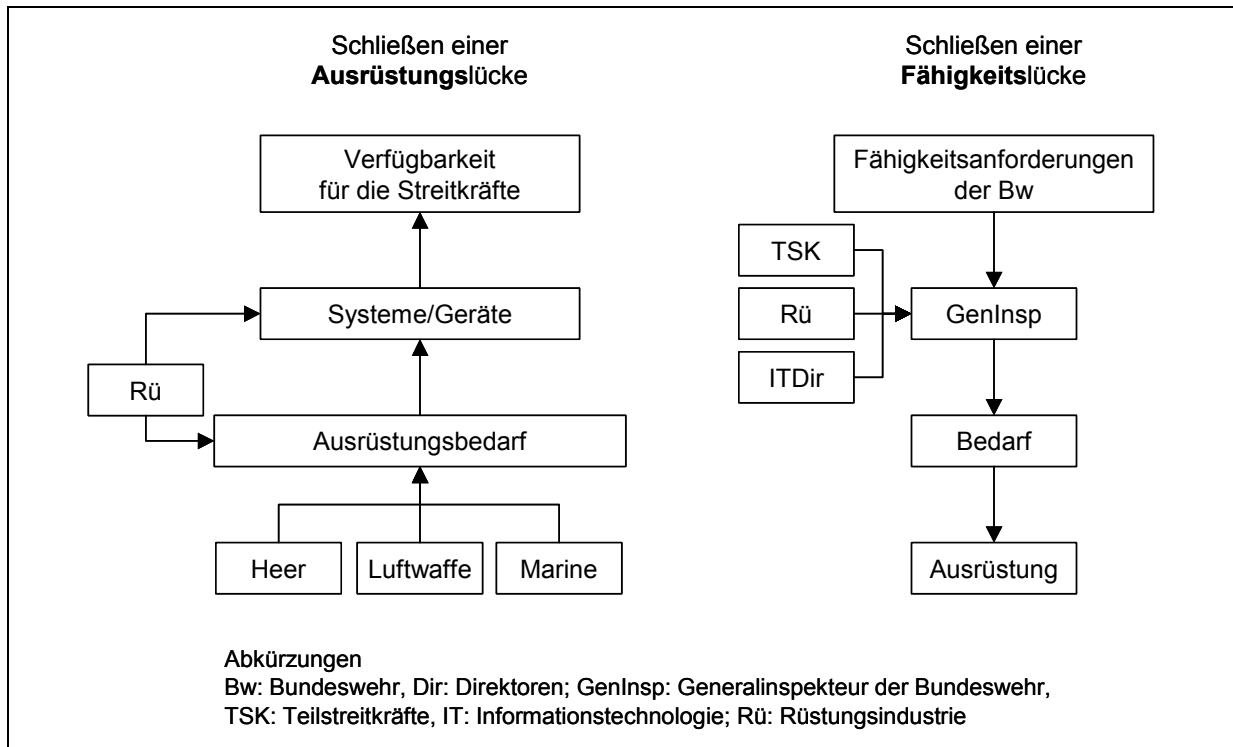 Schließen einer
Ausrüstungslücke
Verfügbarkeit
für die Streitkräfte
Systeme/Geräte
Rü
Ausrüstungsbedarf
Heer
Luftwaffe
Marine
Schließen einer
Fähigkeitslücke
Fähigkeitsanforderungen
der Bw
TSK
Rü
GenInsp
ITDir
Bedarf
Ausrüstung
Abkürzungen
Bw: Bundeswehr, Dir: Direktoren; GenInsp: Generalinspekteur der Bundeswehr,
TSK: Teilstreitkräfte, IT: Informationstechnologie; Rü: Rüstungsindustrie